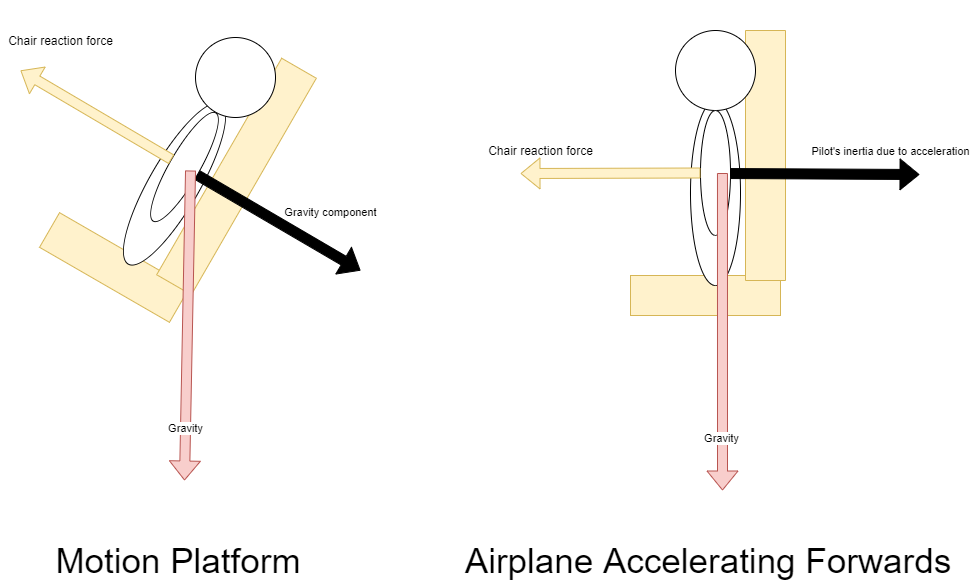 Chair reaction force
Gravity component
Gravity
Motion Platform
Chair reaction force
Pilot's inertia due to acceleration
Gravity
Airplane Accelerating Forwards